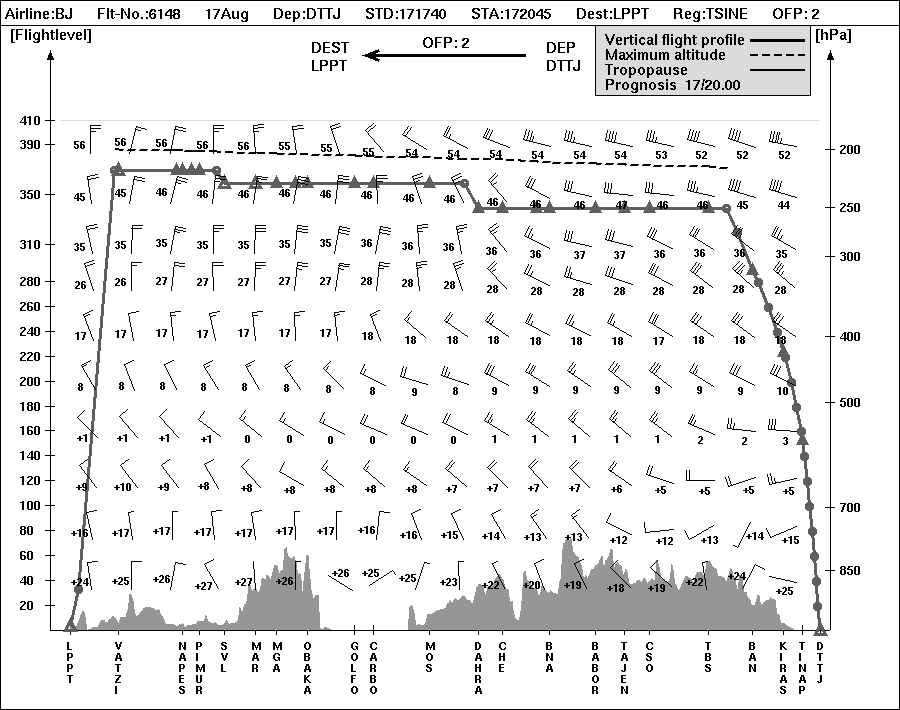 Airline:BJ Flt-No.:6148 17Aug Dep:DTTJ STD:171740 STA:172045 Dest:LPPT Reg:TSINE OFP: 2
[Flightlevel] [hPa]
DEST OFP: 2 DEP
LPPT DTTJ
Vertical flight profile
Maximum altitude
Tropopause
Prognosis 17/20.00
410
390 56 56 56 56 56 55 55 55 54 54 54 54 54 54 53 52 52 52 200
350 45 45 46 46 46 46 46 46 46 46 46 46 46 47 46 46 45 44 250
310 35 35 35 35 35 35 36 36 36 36 36 36 37 37 36 36 36 35 300
280 26 26 27 27 27 27 27 28 28 28 28 28 28 28 28 28 28 28
260
240 17 17 17 17 17 17 17 18 18 18 18 18 18 18 17 18 18 18 400
220
200 8 8 8 8 8 8 8 8 9 8 9 9 9 9 9 9 9 10
180 500
160 +1 +1 +1 +1 0 0 0 0 0 0 1 1 1 1 1 2 2 3
140
120 +9 +10 +9 +8 +8 +8 +8 +8 +8 +7 +7 +7 +7 +6 +5 +5 +5 +5
100 700
80 +16 +17 +17 +17 +17 +17 +17 +16 +16 +15 +14 +13 +13 +12 +12 +13 +14 +15
60
40 +24 +25 +26 +27 +27 +26 +26 +25 +25 +23 +22 +20 +19 +18 +19 +22 +24 +25 850
20
LPPT VATZI NAPES PIMUR SVL MAR MGA OBAKA GOLFO CARBO MOS DAHRA CHE BNA BABOR TAJEN CSO TBS BAN KIRAS TINAP DTTJ